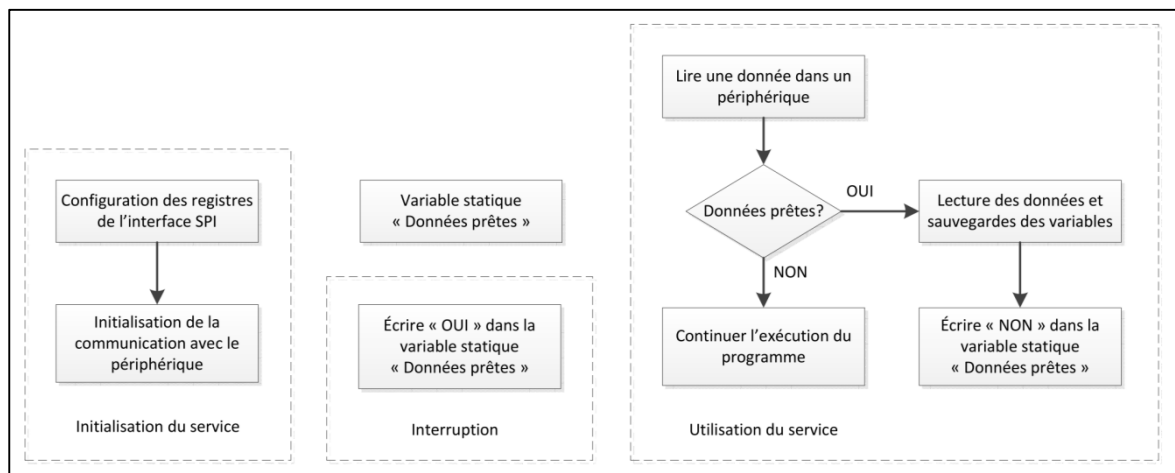 Configuration des registres
de l'interface SPI
Initialisation de la
communication avec le
périphérique
Initialisation du service
Variable statique
« Données prêtes »
Écrire « OUI » dans la
variable statique
« Données prêtes »
Interruption
Lire une donnée dans un
périphérique
Données prêtes?
OUI
NON
Lecture des données et
sauvegardes des variables
Continuer l'exécution du
programme
Écrire « NON » dans la
variable statique
« Données prêtes »
Utilisation du service